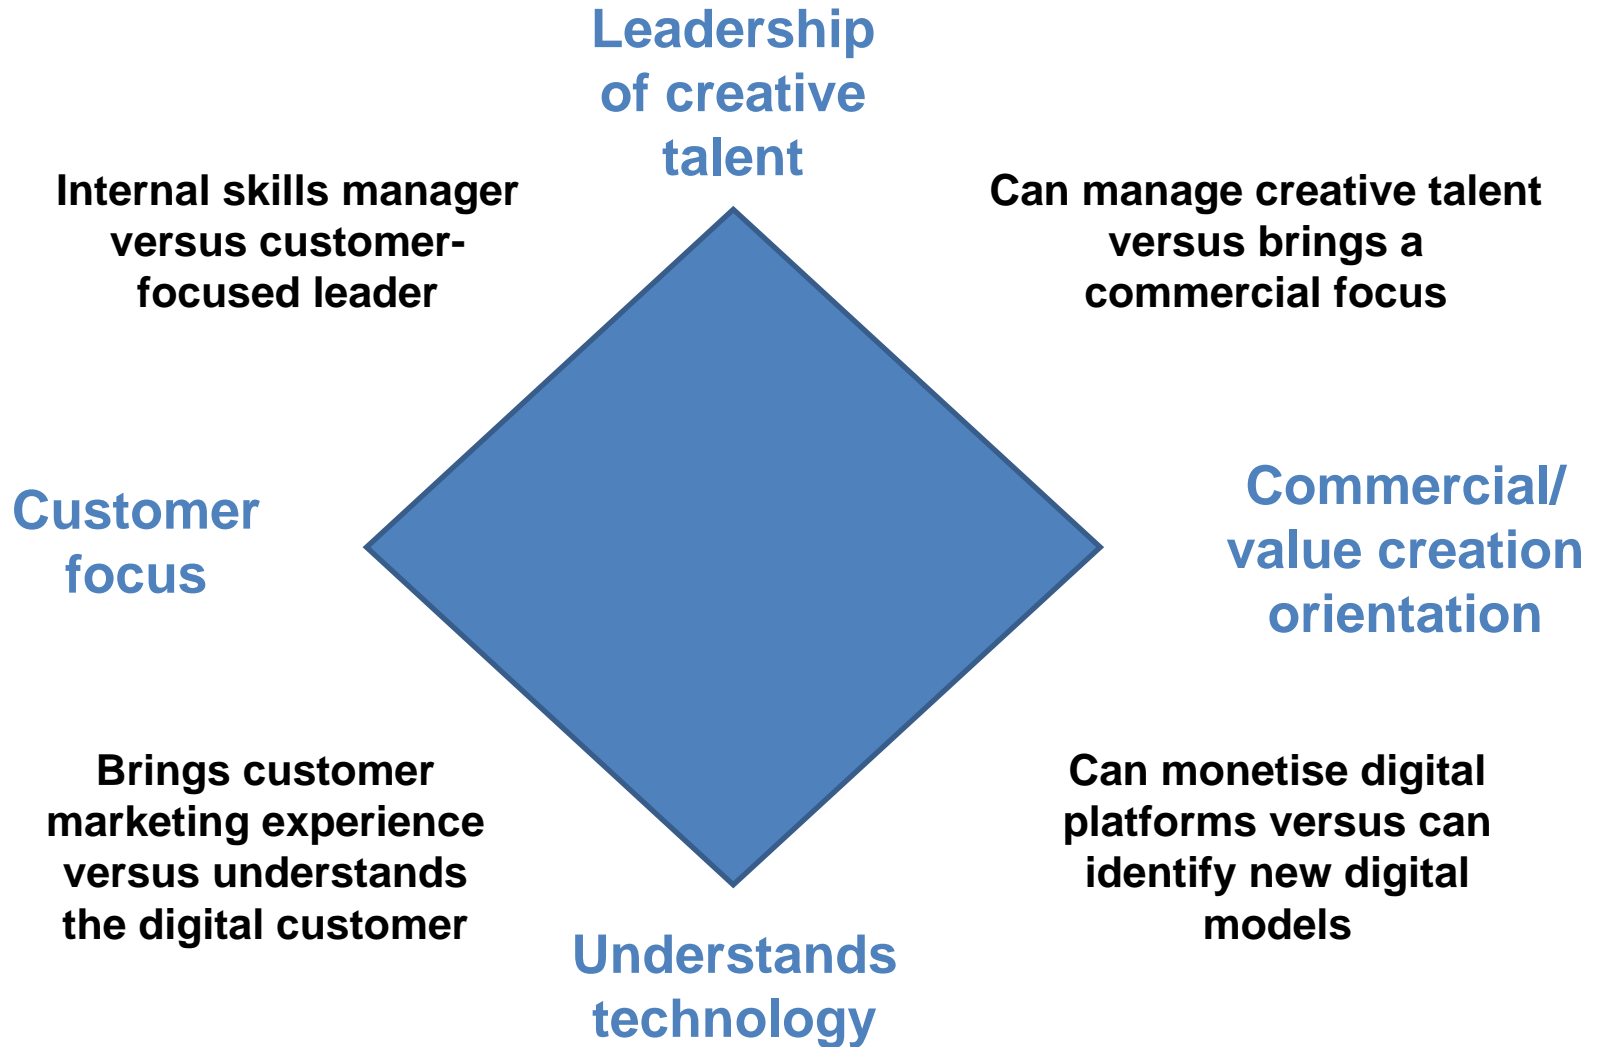 Leadership
of creative
talent
Internal skills manager
versus customer-
focused leader
Can manage creative talent
versus brings a
commercial focus
Customer
focus
Commercial/
value creation
orientation
Brings customer
marketing experience
versus understands
the digital customer
Can monetise digital
platforms versus can
identify new digital
models
Understands
technology